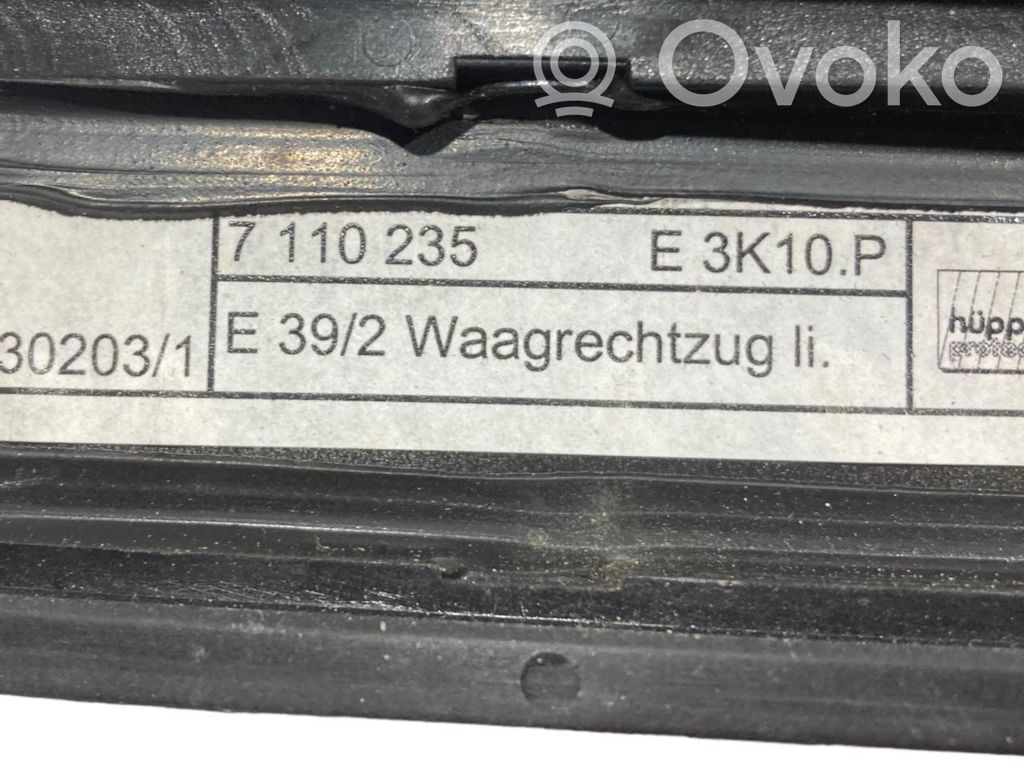 Ovoko
7 110 235 E 3K10.P
30203/1
E 39/2 Waagrechtzug li.
hüpp